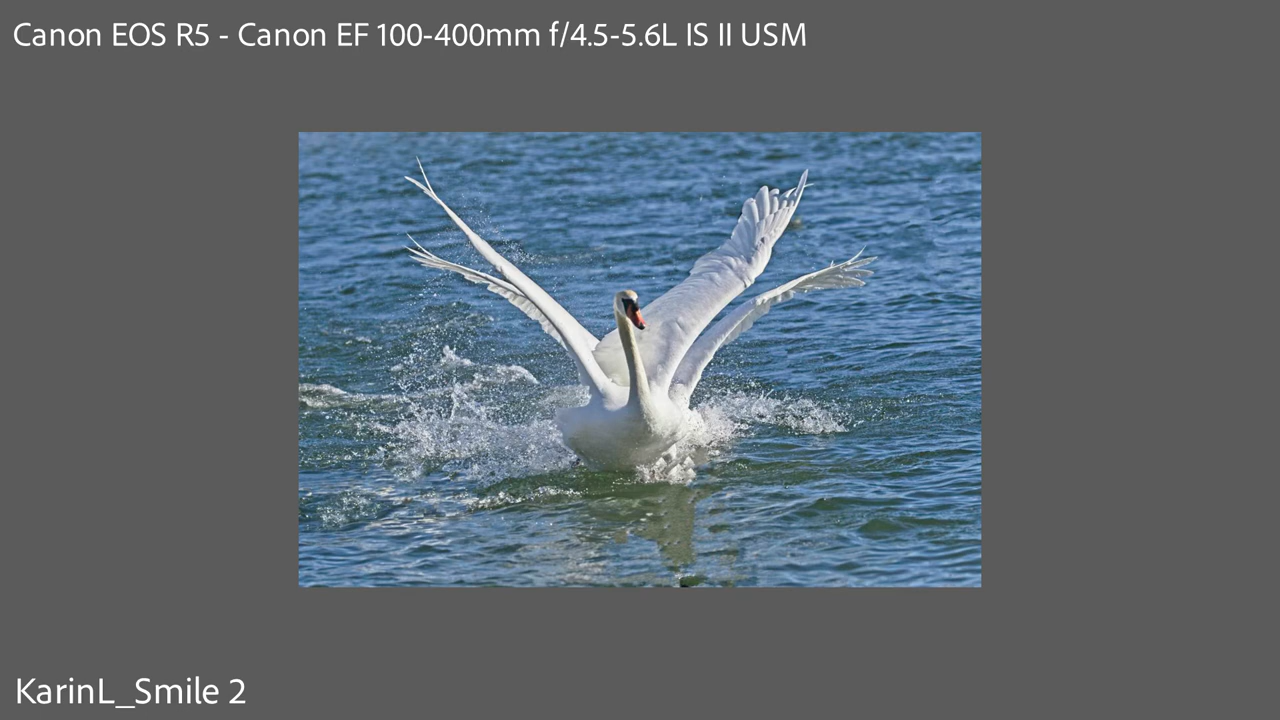 Canon EOS R5 - Canon EF 100-400mm f/4.5-5.6L IS II USM
KarinL_Smile 2